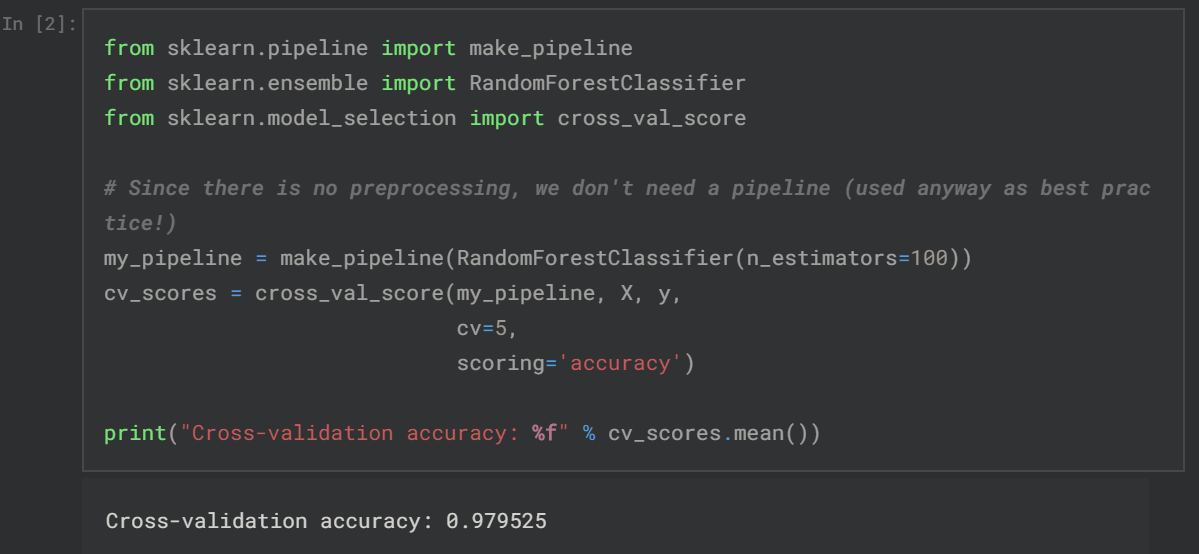 In [2]:
from sklearn.pipeline import make_pipeline
from sklearn.ensemble import RandomForestClassifier
from sklearn.model_selection import cross_val_score
# Since there is no preprocessing, we don't need a pipeline (used anyway as best prac
tice!)
my_pipeline = make_pipeline(RandomForestClassifier(n_estimators=100))
cv_scores = cross_val_score(my_pipeline, X, y,
cv=5,
scoring='accuracy')
print("Cross-validation accuracy: %f" % cv_scores.mean())
Cross-validation accuracy: 0.979525